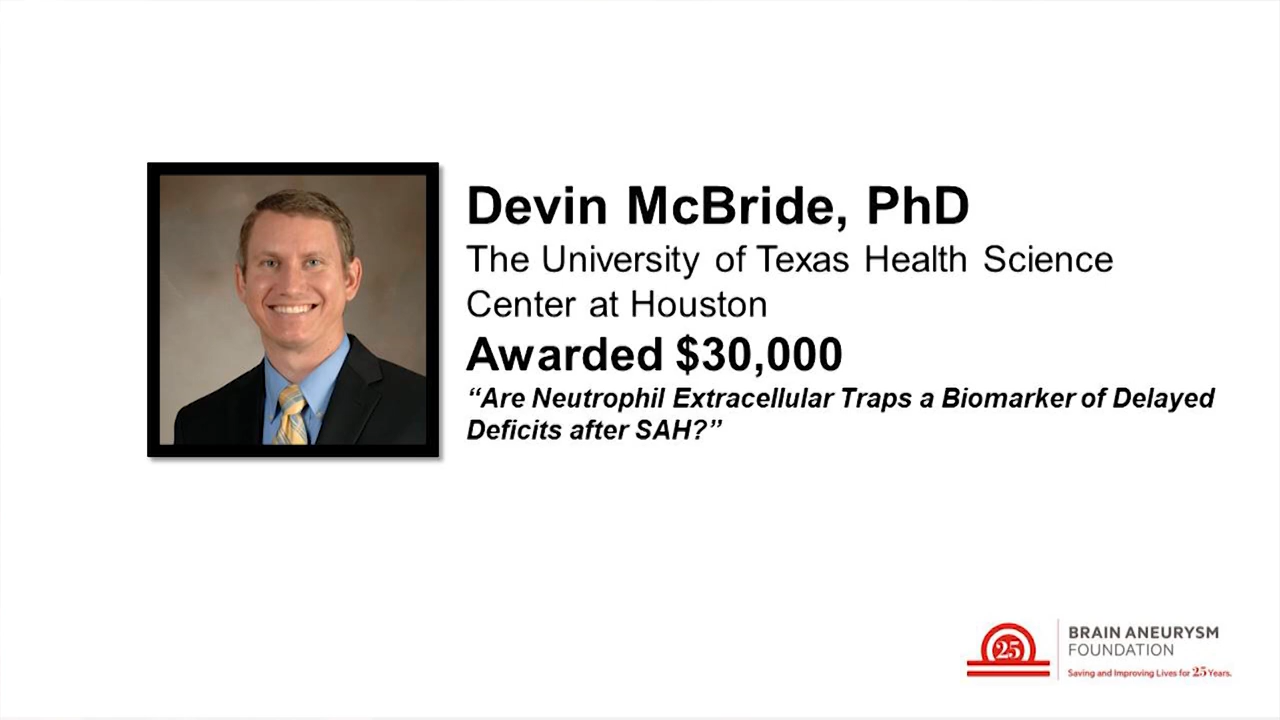 Devin McBride, PhD
The University of Texas Health Science
Center at Houston
Awarded $30,000
“Are Neutrophil Extracellular Traps a Biomarker of Delayed
Deficits after SAH?”
25
BRAIN ANEURYSM
FOUNDATION
Saving and Improving Lives for 25 Years.